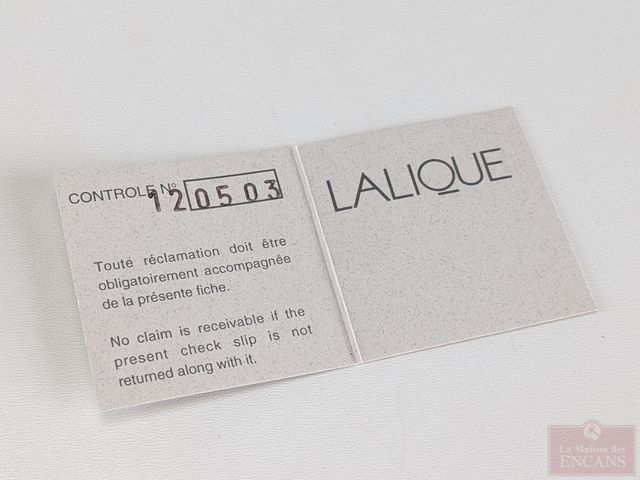 CONTROLE N° 120503
Toute réclamation doit être
obligatoirement accompagnée
de la présente fiche.
No claim is receivable if the
present check slip is not
returned along with it.
LALIQUE
La Maison des
ENCANS